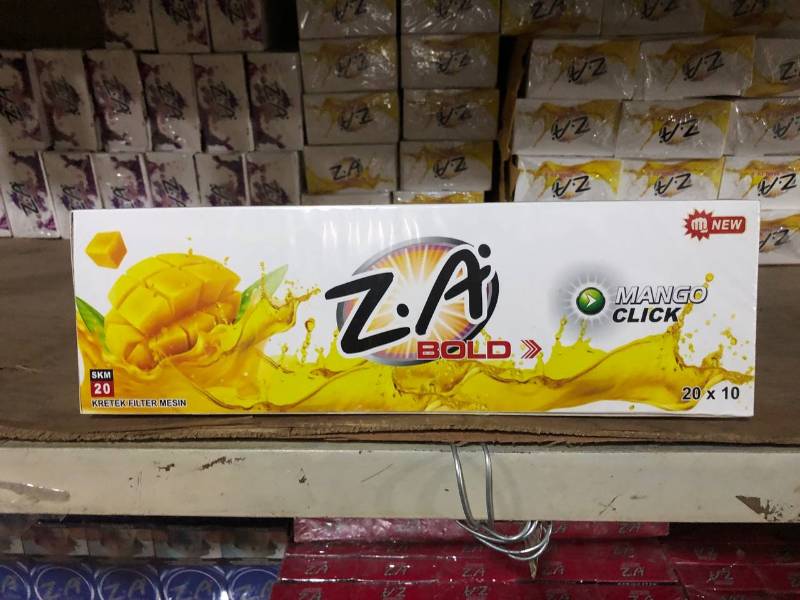 NEW
Z.A
BOLD
MANGO
CLICK
SKM
20
KRETEK FILTER MESIN
20 x 10
Z.A
Z.A
Z.A
Z.A
Z.A
Z.A